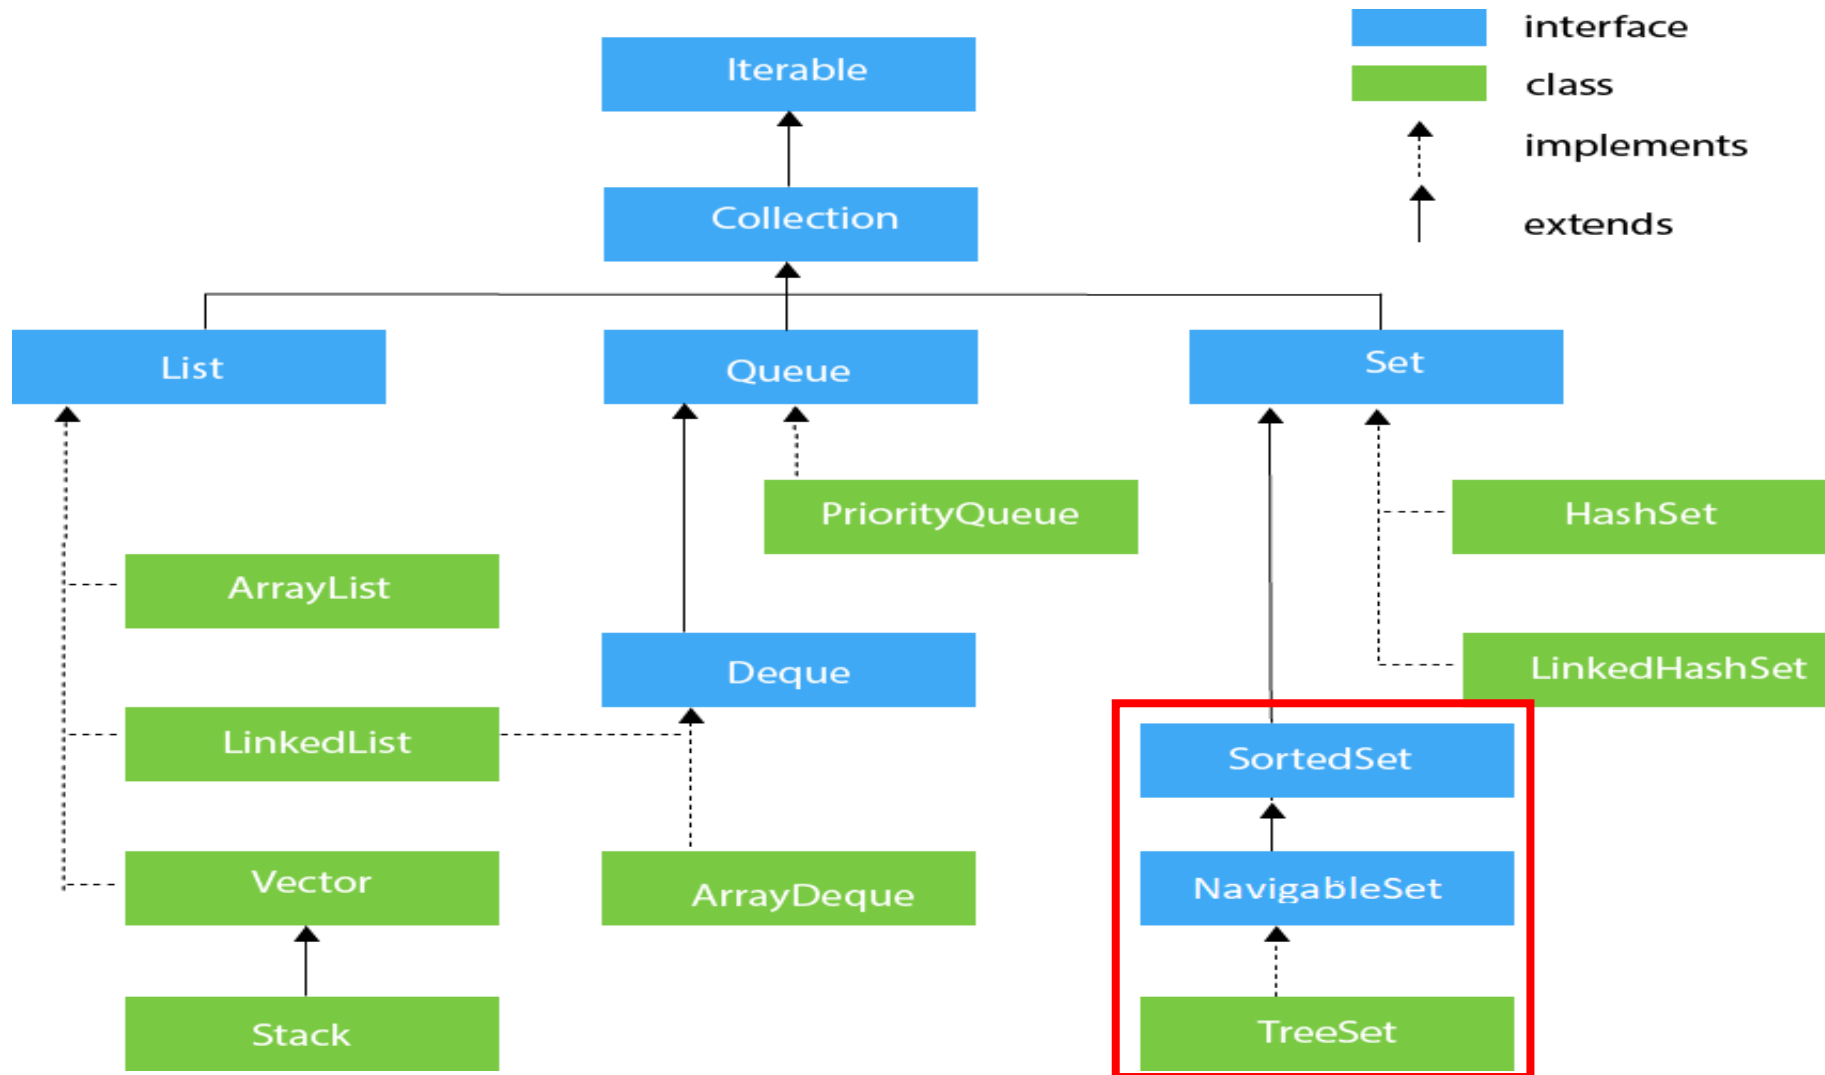 interface
Iterable
class
implements
Collection
extends
List
Queue
Set
PriorityQueue
HashSet
ArrayList
Deque
LinkedHashSet
LinkedList
SortedSet
Vector
ArrayDeque
NavigableSet
Stack
TreeSet